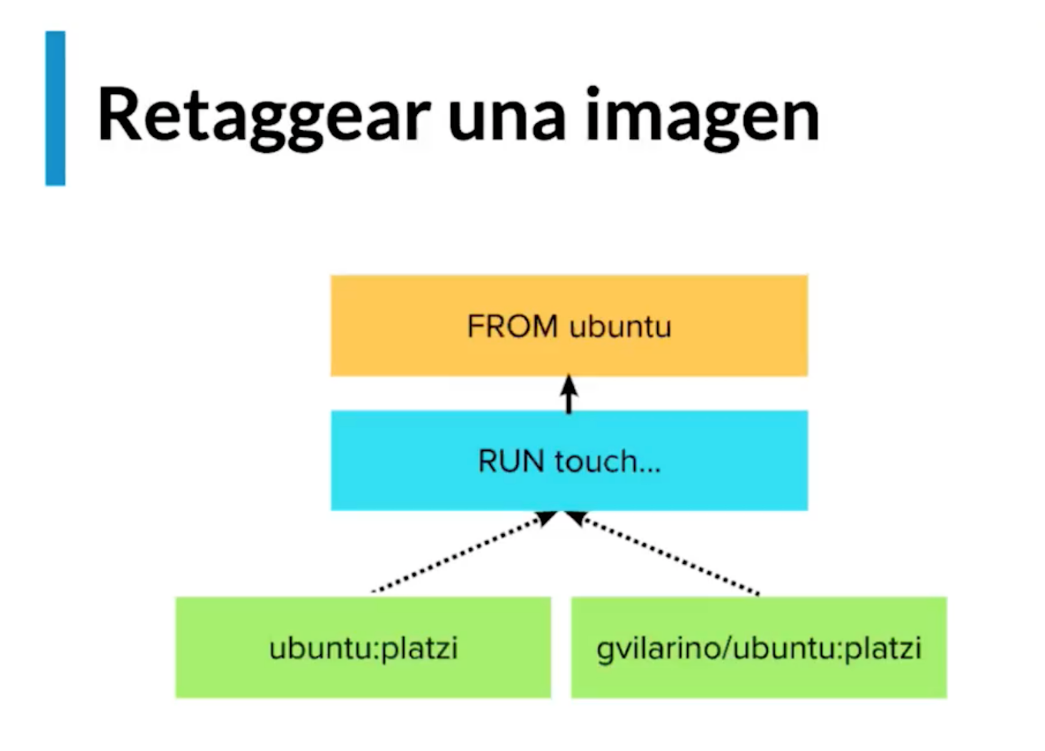 Retaggear una imagen
FROM ubuntu
RUN touch...
ubuntu:platzi
gvilarino/ubuntu:platzi